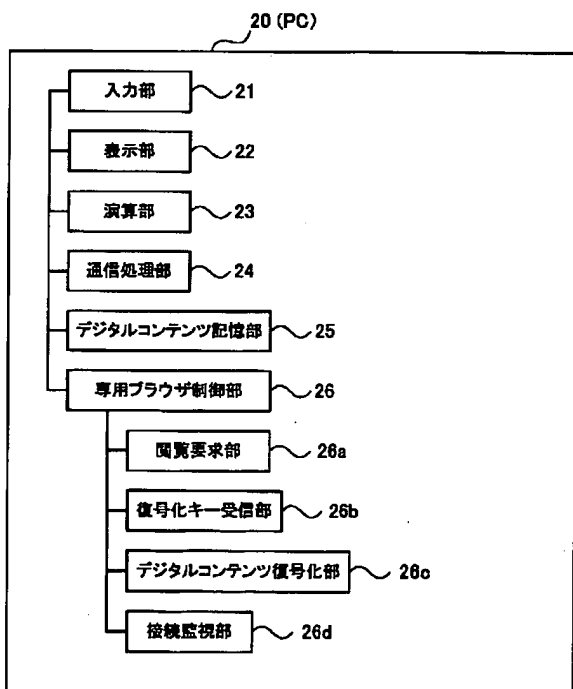 20 (PC)
入力部 21
表示部 22
演算部 23
通信処理部 24
デジタルコンテンツ記憶部 25
専用ブラウザ制御部 26
閲覧要求部 26a
復号化キー受信部 26b
デジタルコンテンツ復号化部 26c
接続監視部 26d